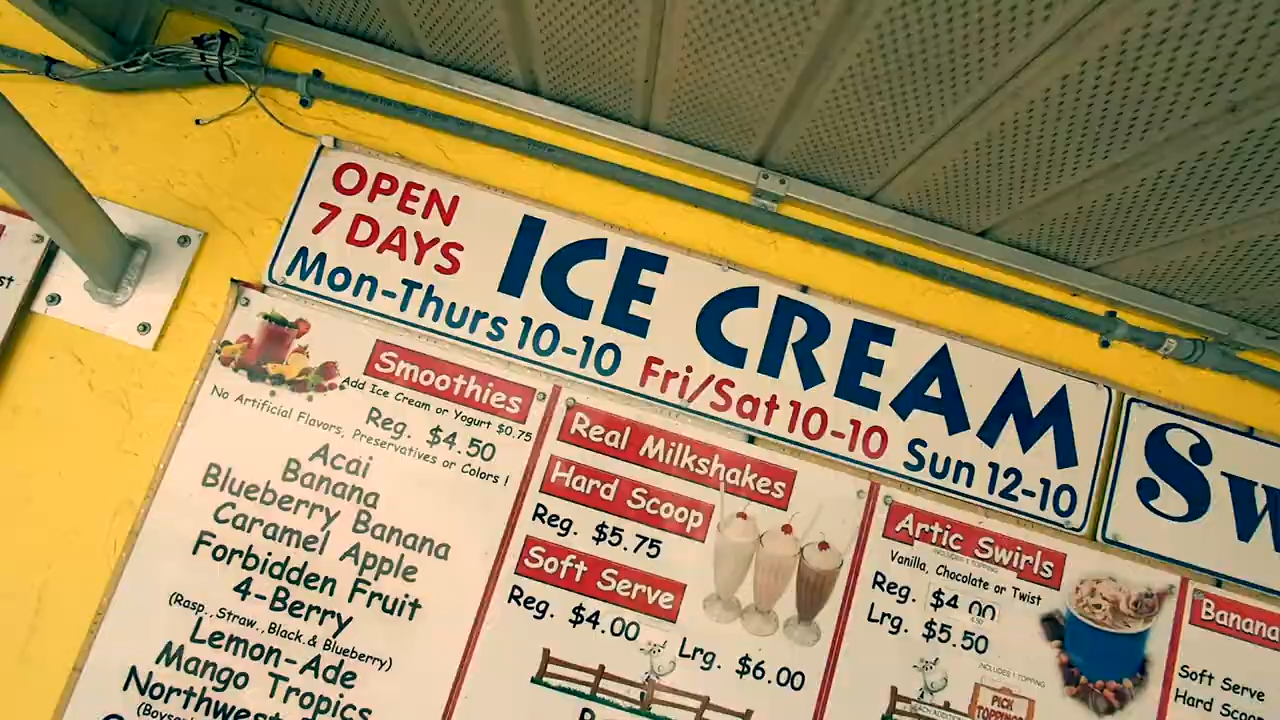 OPEN
7 DAYS
ICE CREAM
Mon-Thurs 10-10 Fri/Sat 10-10 Sun 12-10
Smoothies
Add Ice Cream or Yogurt $0.75
Reg. $4.50
No Artificial Flavors, Preservatives or Colors !
Acai
Banana
Blueberry Banana
Caramel Apple
Forbidden Fruit
4-Berry
(Rasp., Straw., Black. & Blueberry)
Lemon-Ade
Mango Tropics
Northwest
Real Milkshakes
Hard Scoop
Reg. $5.75
Soft Serve
Reg. $4.00 Lrg. $6.00
Artic Swirls
INCLUDES 1 TOPPING
Vanilla, Chocolate or Twist
Reg. $4.00
Lrg. $5.50
INCLUDES 1 TOPPING
PICK
TOPPINGS
Sw
Banana
Soft Serve
Hard Scoo